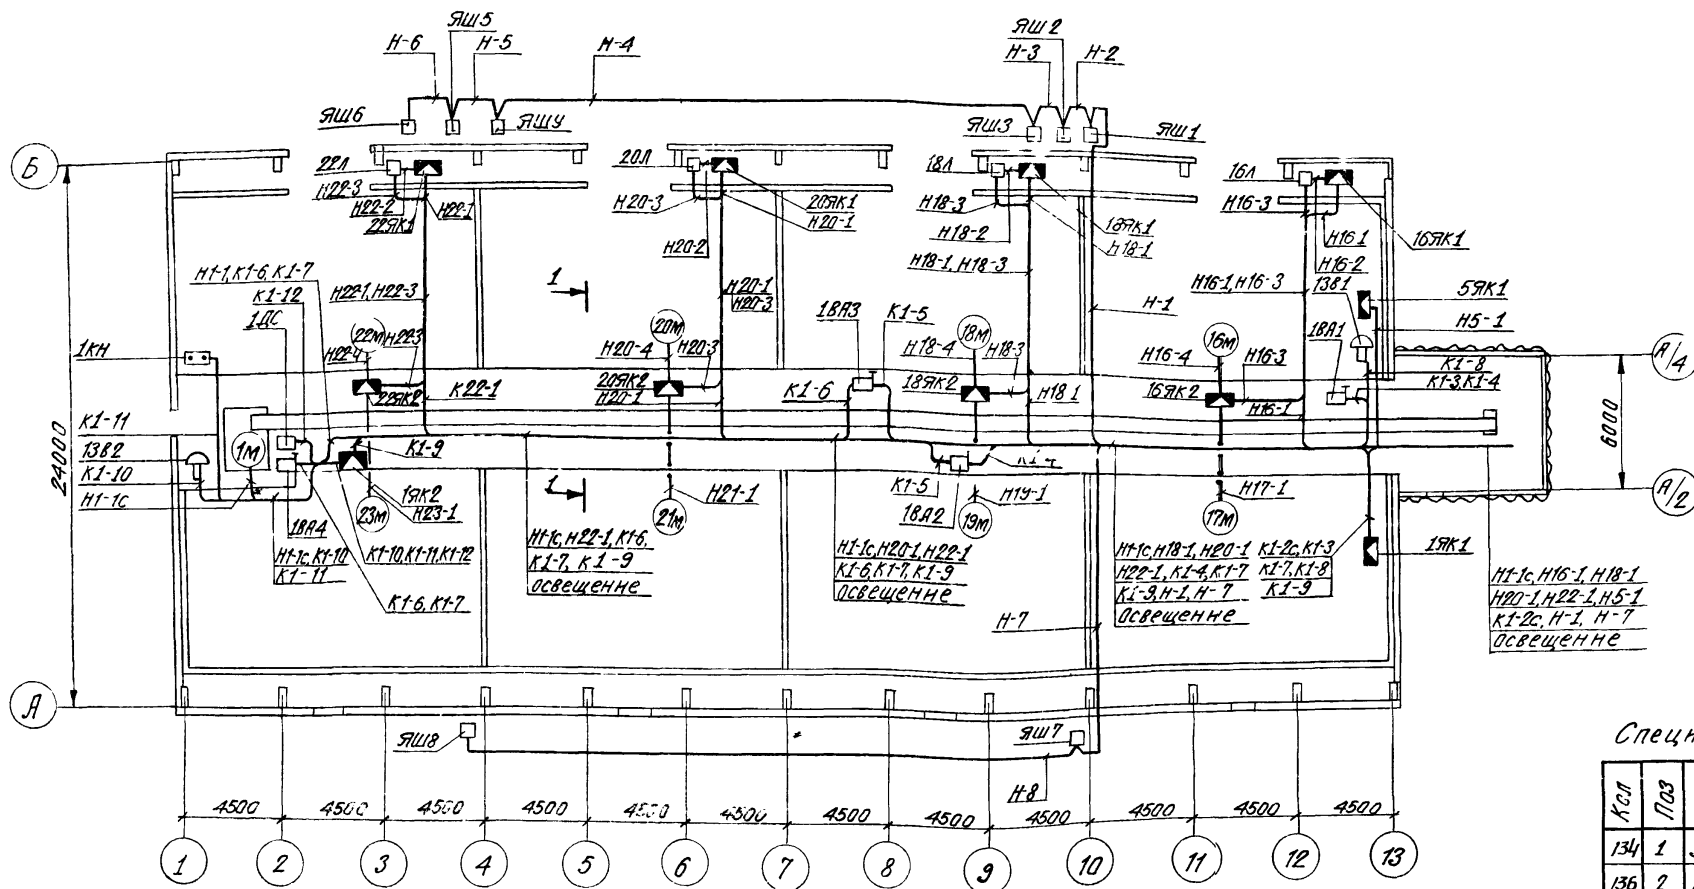 ЯШ5
Н-6
Н-5
Н-4
ЯШ2
Н-3
Н-2
ЯШ6
ЯШ4
ЯШ3
ЯШ1
Б
22Л
20Л
18Л
16Л
Н22-3
Н22-2
22ЯК1
Н22-1
Н20-3
Н20-2
20ЯК1
Н20-1
Н18-3
Н18-2
18ЯК1
Н18-1
Н16-3
Н16-1
Н16-2
16ЯК1
Н1-1, К1-6, К1-7
К1-12
1ДС
Н22-1, Н22-3
1
Н20-1
Н20-3
Н18-1, Н18-3
Н-1
Н16-1, Н16-3
1ЗВ1
5ЯК1
Н5-1
1КН
22М
Н22-3
Н22-4
22ЯК2
К22-1
20М
Н20-4
Н20-3
20ЯК2
Н20-1
1ВА3
К1-5
К1-6
18М
Н18-4
Н18-3
18ЯК2
Н18-1
16М
Н16-4
Н16-3
16ЯК2
Н16-1
1ВА1
К1-8
К1-3, К1-4
А/4
6000
А/2
24000
К1-11
1ЗВ2
К1-10
Н1-1С
1М
К1-9
1ЯК2
Н23-1
23М
1ВА4
Н1-1С, К1-10
К1-11
К1-10, К1-11, К1-12
К1-6, К1-7
1
Н21-1
21М
К1-5
К1-4
1ВА2
Н19-1
19М
Н17-1
17М
1ЯК1
Н1-1С, Н22-1, К1-6,
К1-7, К1-9
Освещение
Н1-1С, Н20-1, Н22-1
К1-6, К1-7, К1-9
Освещение
Н1-1С, Н18-1, Н20-1
Н22-1, К1-4, К1-7
К1-9, Н-1, Н-7
Освещение
К1-2С, К1-3
К1-7, К1-8
К1-9
Н1-1С, Н16-1, Н18-1
Н20-1, Н22-1, Н5-1
К1-2С, Н-1, Н-7
Освещение
Н-7
А
ЯШ8
ЯШ7
Н-8
4500 4500 4500 4500 4500 4500 4500 4500 4500 4500 4500 4500
1 2 3 4 5 6 7 8 9 10 11 12 13
Кол Поз
134 1
136 2